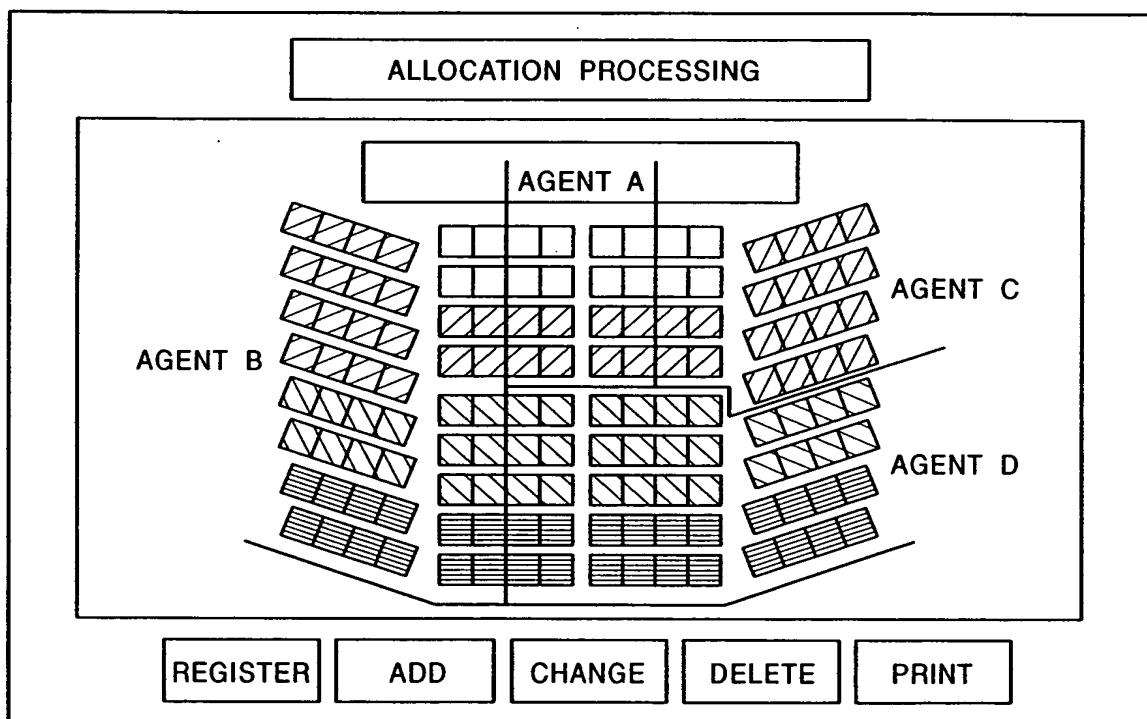 ALLOCATION PROCESSING
AGENT A
AGENT C
AGENT B
AGENT D
REGISTER ADD CHANGE DELETE PRINT